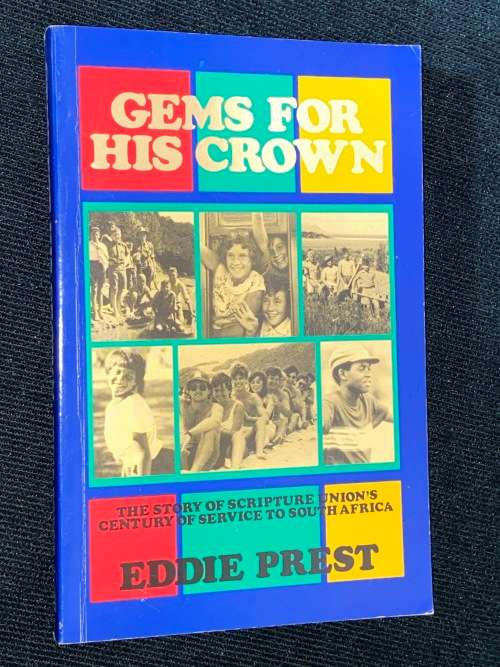 GEMS FOR
HIS CROWN
THE STORY OF SCRIPTURE UNION'S
CENTURY OF SERVICE TO SOUTH AFRICA
EDDIE PREST